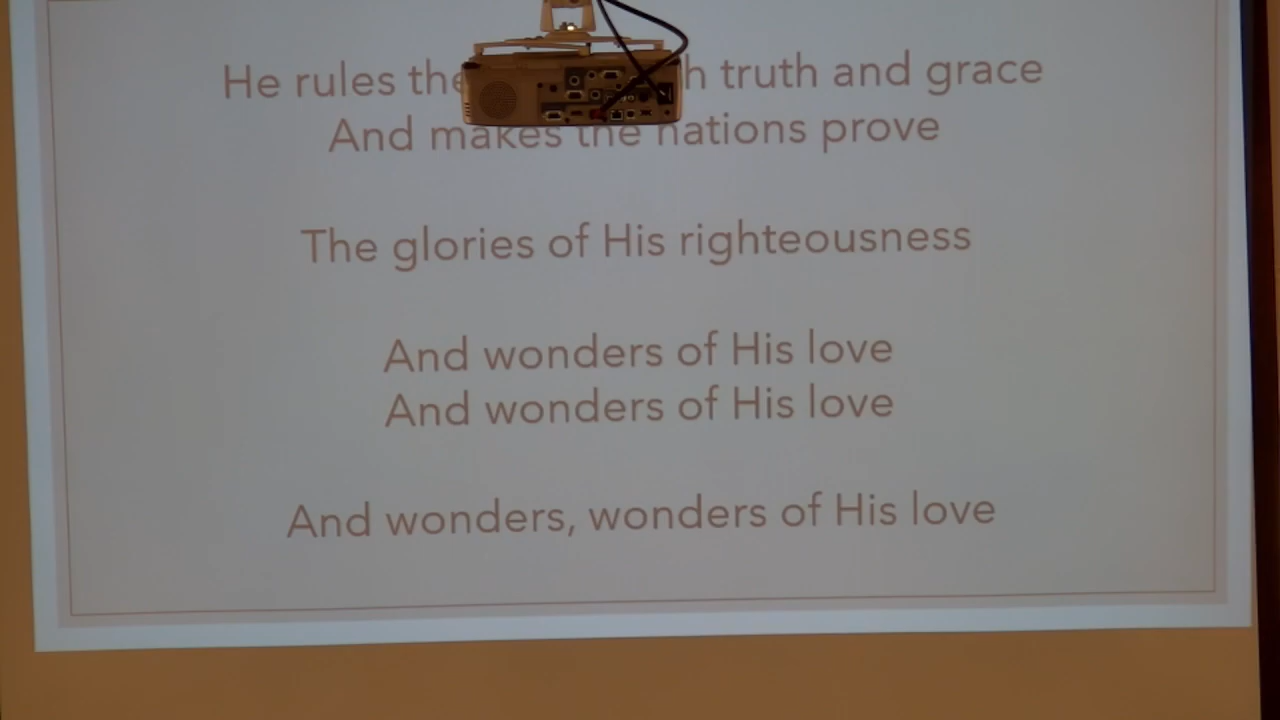 He rules the h truth and grace
And makes the nations prove
The glories of His righteousness
And wonders of His love
And wonders of His love
And wonders, wonders of His love